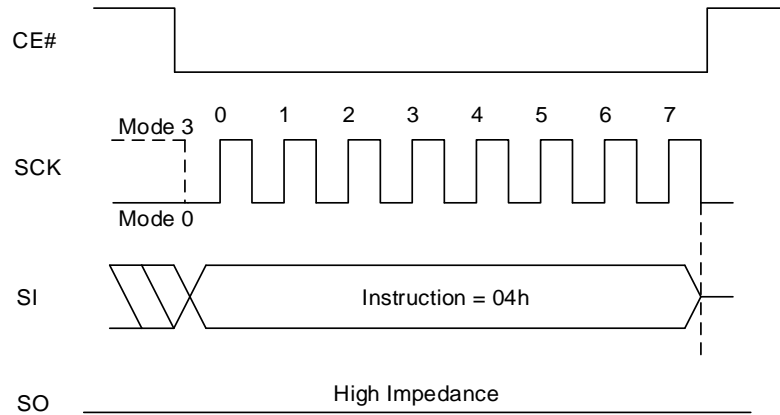 CE#
0 1 2 3 4 5 6 7
Mode 3
SCK
Mode 0
SI
Instruction = 04h
High Impedance
SO